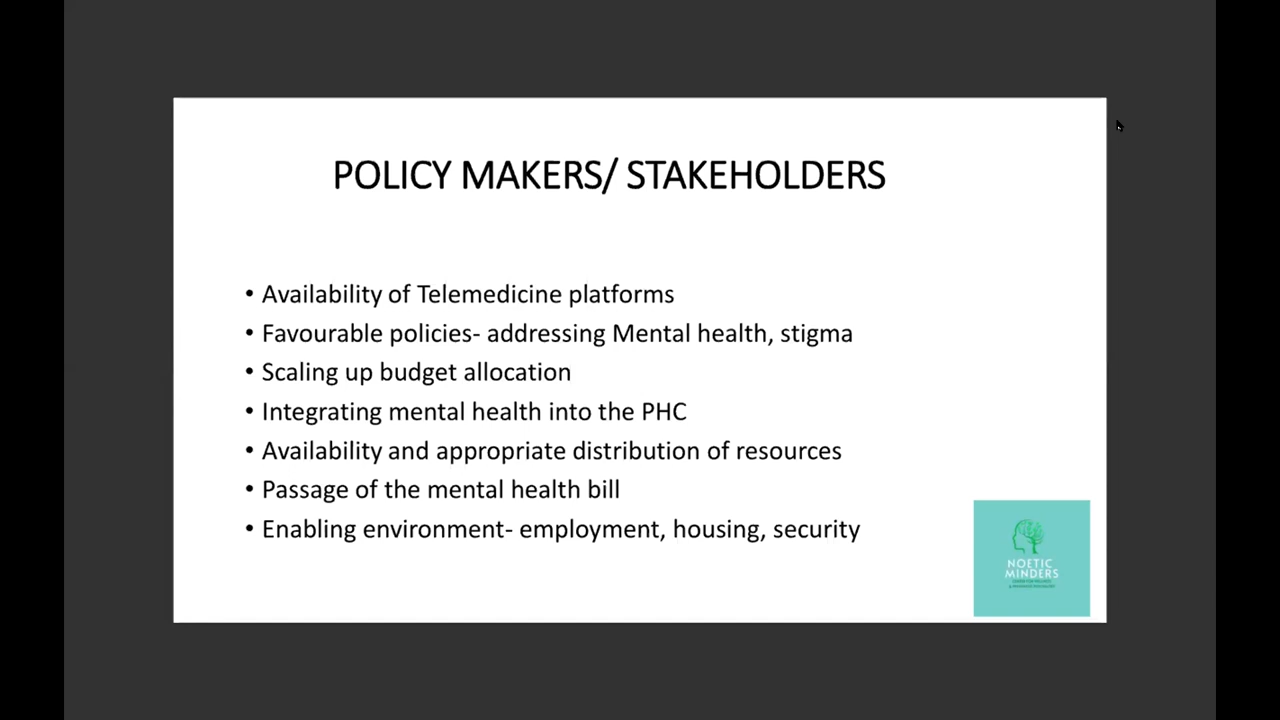 POLICY MAKERS/ STAKEHOLDERS
• Availability of Telemedicine platforms
• Favourable policies- addressing Mental health, stigma
• Scaling up budget allocation
• Integrating mental health into the PHC
• Availability and appropriate distribution of resources
• Passage of the mental health bill
• Enabling environment- employment, housing, security
NOETIC
MINDERS